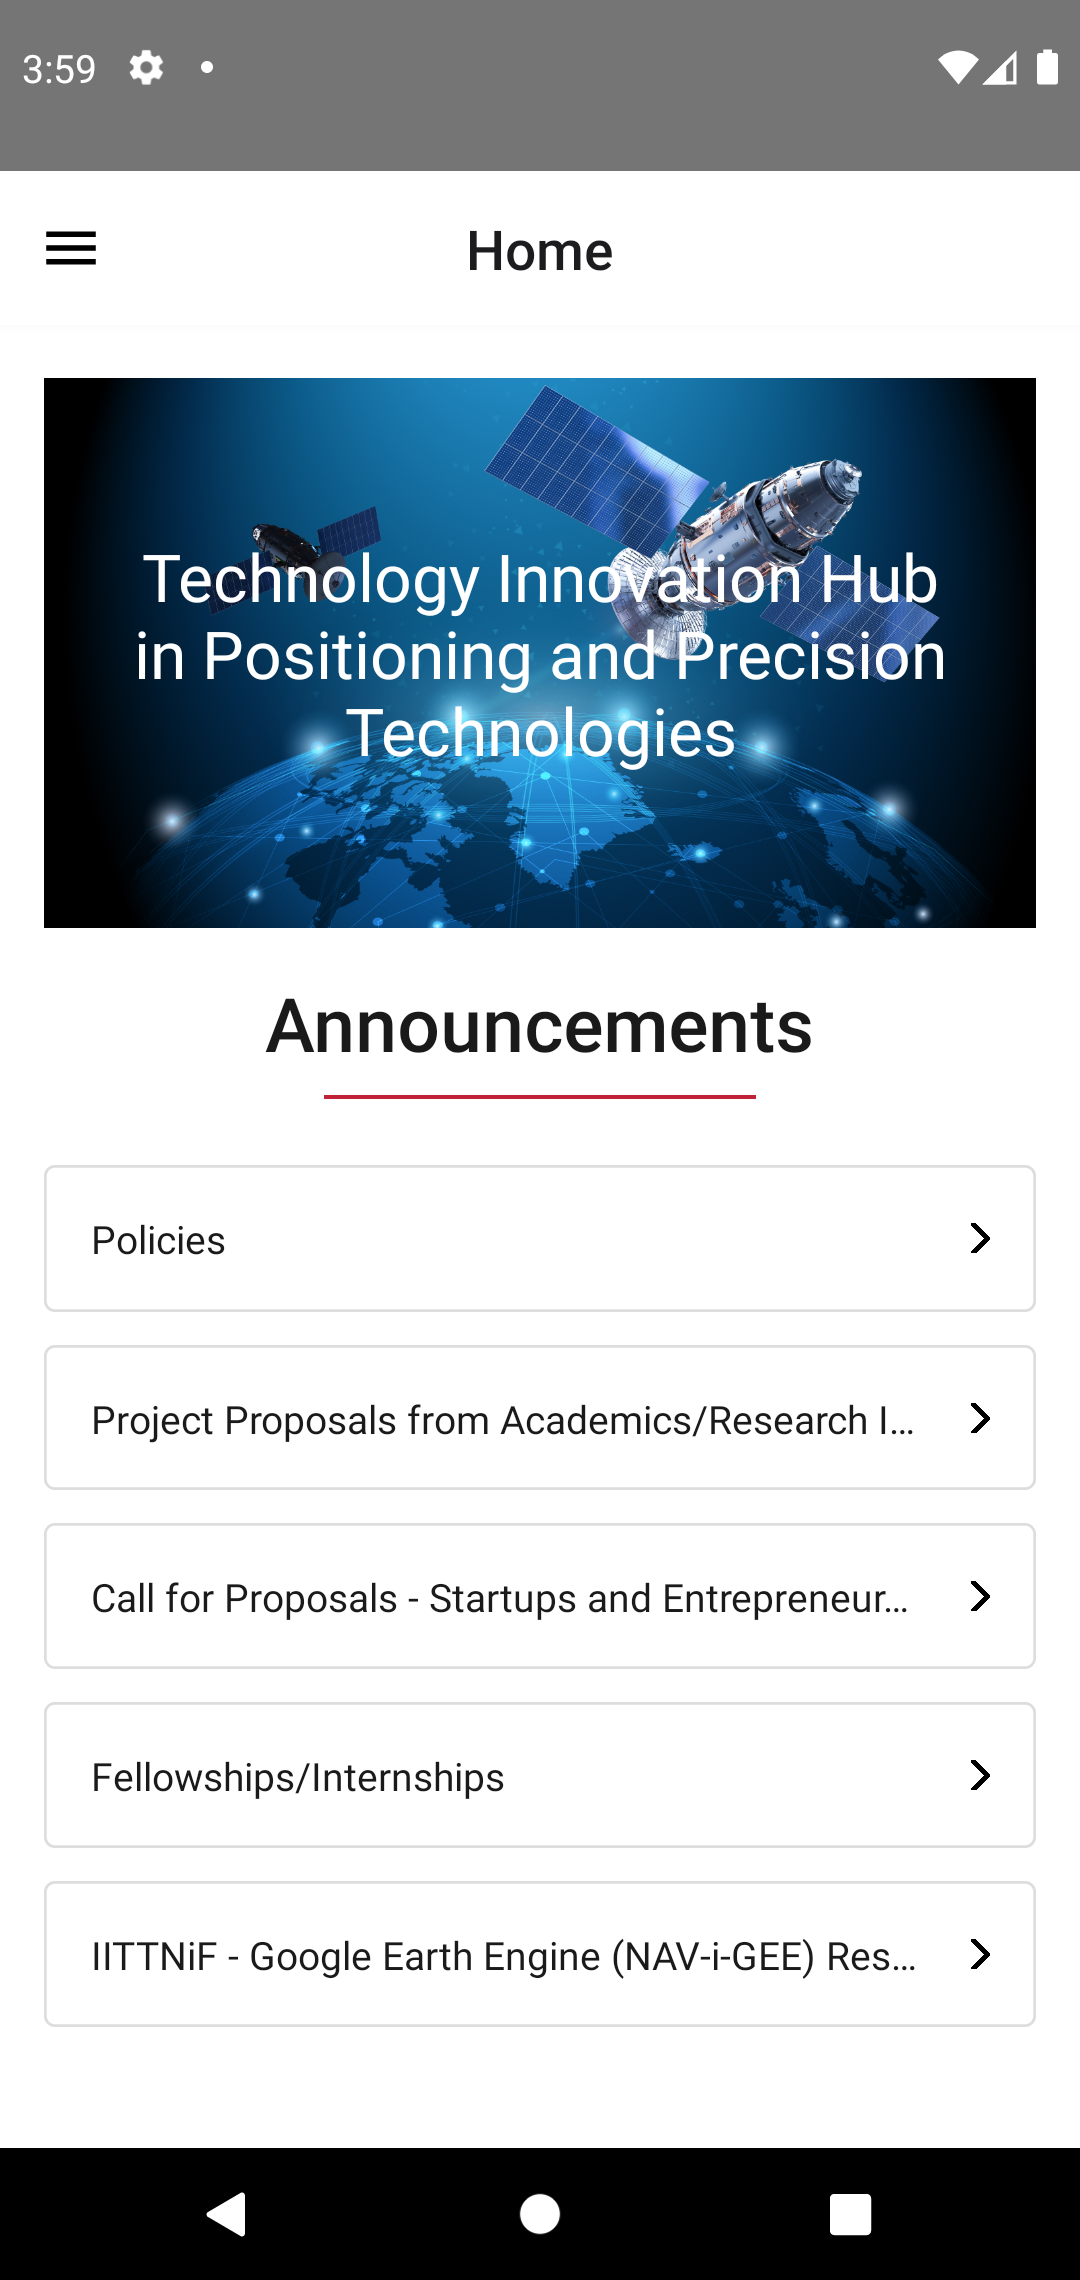 3:59
Home
Technology Innovation Hub
in Positioning and Precision
Technologies
Announcements
Policies
Project Proposals from Academics/Research I...
Call for Proposals - Startups and Entrepreneur...
Fellowships/Internships
IITTNiF - Google Earth Engine (NAV-i-GEE) Res...